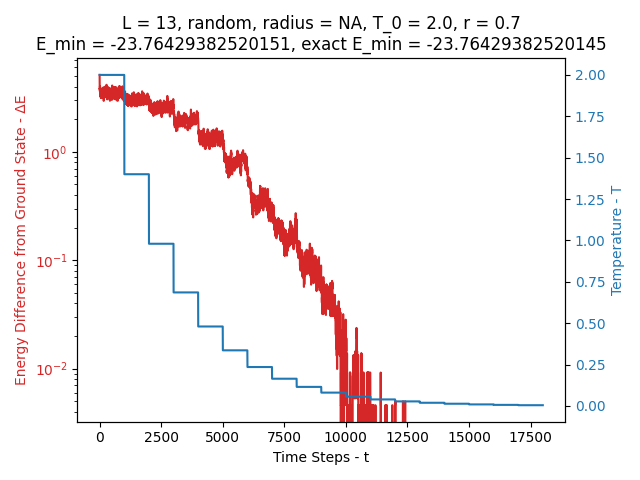 L = 13, random, radius = NA, T_0 = 2.0, r = 0.7
E_min = -23.76429382520151, exact E_min = -23.76429382520145
Energy Difference from Ground State - ΔE
10⁰
10⁻¹
10⁻²
2.00
1.75
1.50
1.25
1.00
0.75
0.50
0.25
0.00
Temperature - T
0 2500 5000 7500 10000 12500 15000 17500
Time Steps - t